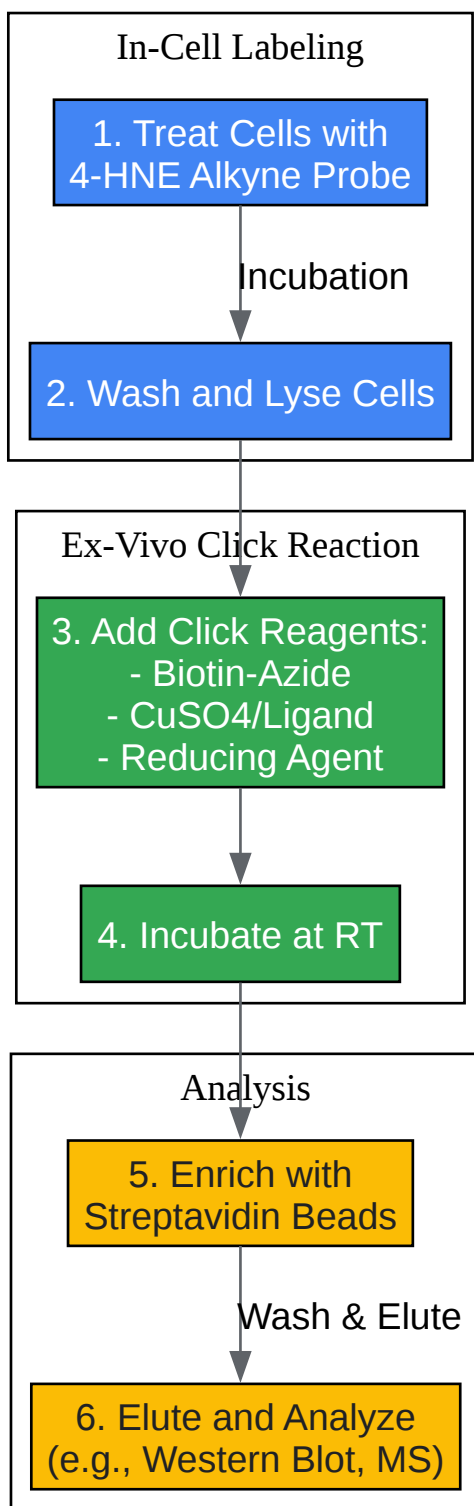 In-Cell Labeling
1. Treat Cells with
4-HNE Alkyne Probe
Incubation
2. Wash and Lyse Cells
Ex-Vivo Click Reaction
3. Add Click Reagents:
- Biotin-Azide
- CuSO4/Ligand
- Reducing Agent
4. Incubate at RT
Analysis
5. Enrich with
Streptavidin Beads
Wash & Elute
6. Elute and Analyze
(e.g., Western Blot, MS)